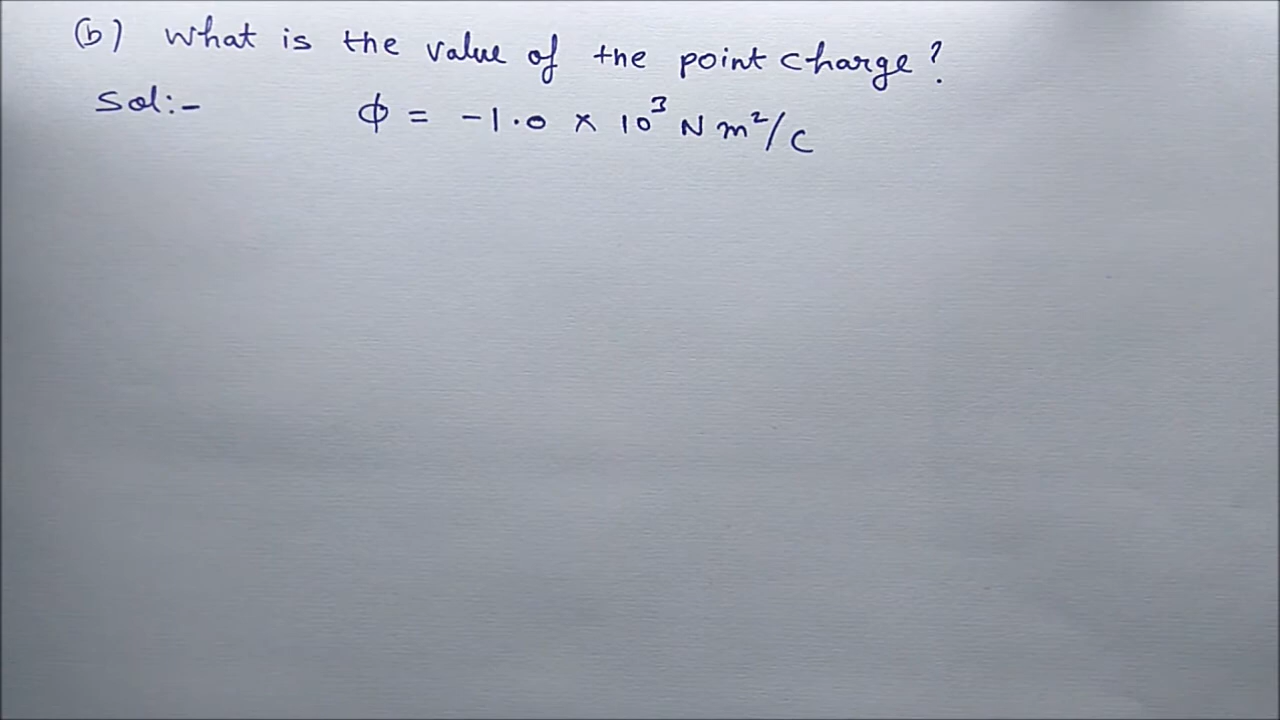 (b) What is the value of the point charge?
Sol:- ϕ = -1.0 × 10³ N m²/C